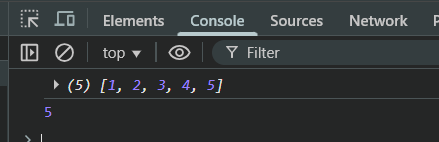 Elements Console Sources Network
top ▼ Filter
(5) [1, 2, 3, 4, 5]
5